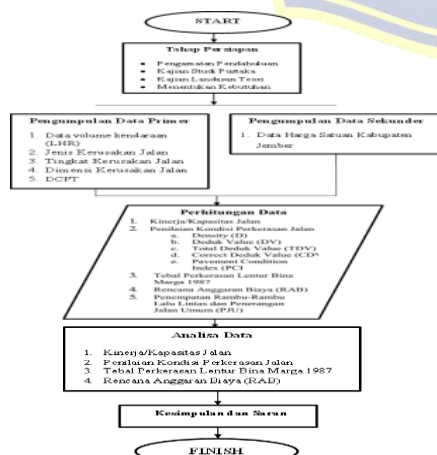 START
Tahap Persiapan
• Pengamatan Pendahuluan
• Kajian Studi Pustaka
• Kajian Landasan Teori
• Menentukan Kebutuhan
Pengumpulan Data Primer
1. Data volume kendaraan
(LHR)
2. Jenis Kerusakan Jalan
3. Tingkat Kerusakan Jalan
4. Dimensi Kerusakan Jalan
5. DCPT
Pengumpulan Data Sekunder
1. Data Harga Satuan Kabupaten
Jember
Perhitungan Data
1. Kinerja/Kapasitas Jalan
2. Penilaian Kondisi Perkerasan Jalan
a. Density (D)
b. Deduk Value (DV)
c. Total Deduk Value (TDV)
d. Correct Deduk Value (CDV
e. Pavement Condition
Index (PCI
3. Tebal Perkerasan Lentur Bina
Marga 1987
4. Rencana Anggaran Biaya (RAB)
5. Penempatan Rambu-Rambu
Lalu Lintas dan Penerangan
Jalan Umum (PJU)
Analisa Data
1. Kinerja/Kapasitas Jalan
2. Penilaian Kondisi Perkerasan Jalan
3. Tebal Perkerasan Lentur Bina Marga 1987
4. Rencana Anggaran Biaya (RAB)
Kesimpulan dan Saran
FINISH